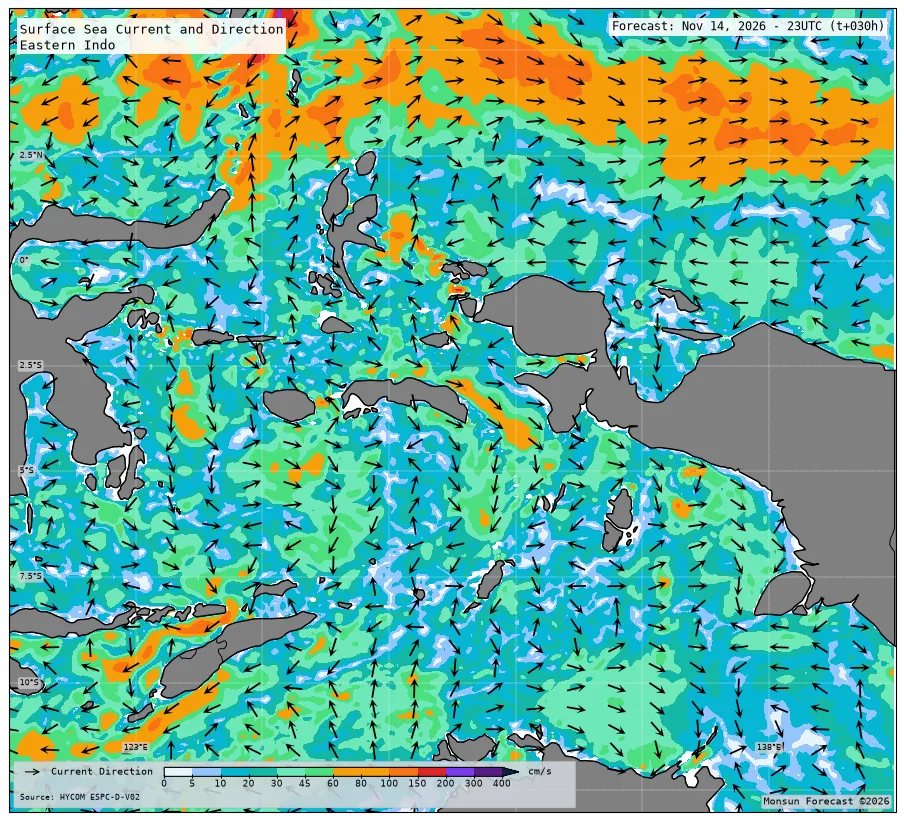 Surface Sea Current and Direction
Eastern Indo
Forecast: Nov 14, 2026 - 23UTC (t+030h)
2.5°N
0°
2.5°S
5°S
7.5°S
10°S
123°E
138°E
Current Direction
0 5 10 20 30 45 60 80 100 150 200 300 400
cm/s
Source: HYCOM ESPC-D-V02
Monsun Forecast ©2026